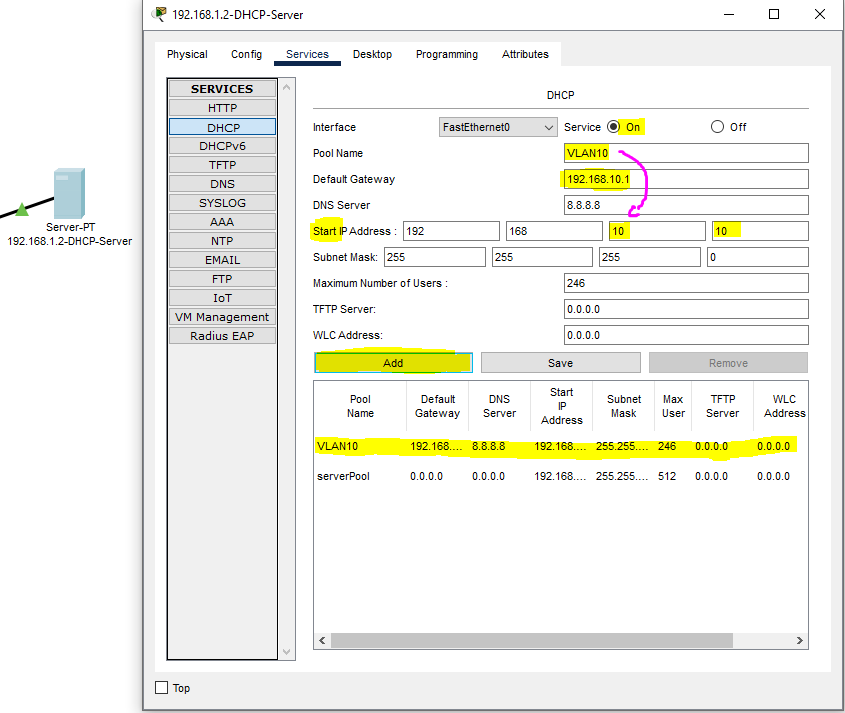 192.168.1.2-DHCP-Server
Physical Config Services Desktop Programming Attributes
SERVICES
HTTP
DHCP
DHCPv6
TFTP
DNS
SYSLOG
AAA
NTP
EMAIL
FTP
IoT
VM Management
Radius EAP
Server-PT
192.168.1.2-DHCP-Server
DHCP
Interface FastEthernet0 Service On Off
Pool Name VLAN10
Default Gateway 192.168.10.1
DNS Server 8.8.8.8
Start IP Address : 192 168 10 10
Subnet Mask: 255 255 255 0
Maximum Number of Users : 246
TFTP Server: 0.0.0.0
WLC Address: 0.0.0.0
Add Save Remove
Pool Name Default Gateway DNS Server Start IP Address Subnet Mask Max User TFTP Server WLC Address
VLAN10 192.168.... 8.8.8.8 192.168.... 255.255.... 246 0.0.0.0 0.0.0.0
serverPool 0.0.0.0 0.0.0.0 192.168.... 255.255.... 512 0.0.0.0 0.0.0.0
Top